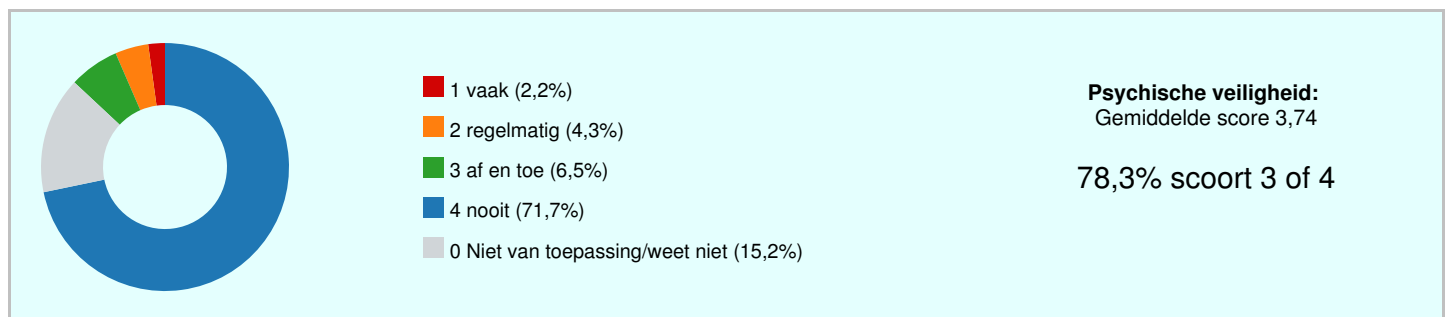 1 vaak (2,2%)
2 regelmatig (4,3%)
3 af en toe (6,5%)
4 nooit (71,7%)
0 Niet van toepassing/weet niet (15,2%)
Psychische veiligheid:
Gemiddelde score 3,74
78,3% scoort 3 of 4